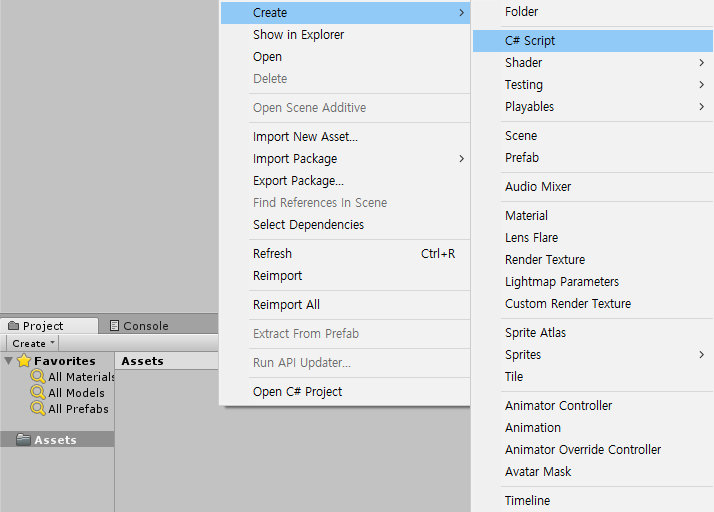 Create
Show in Explorer
Open
Delete
Open Scene Additive
Import New Asset...
Import Package
Export Package...
Find References In Scene
Select Dependencies
Refresh Ctrl+R
Reimport
Reimport All
Extract From Prefab
Run API Updater...
Open C# Project
Folder
C# Script
Shader
Testing
Playables
Scene
Prefab
Audio Mixer
Material
Lens Flare
Render Texture
Lightmap Parameters
Custom Render Texture
Sprite Atlas
Sprites
Tile
Animator Controller
Animation
Animator Override Controller
Avatar Mask
Timeline
Project Console
Create
Favorites
All Materials
All Models
All Prefabs
Assets
Assets